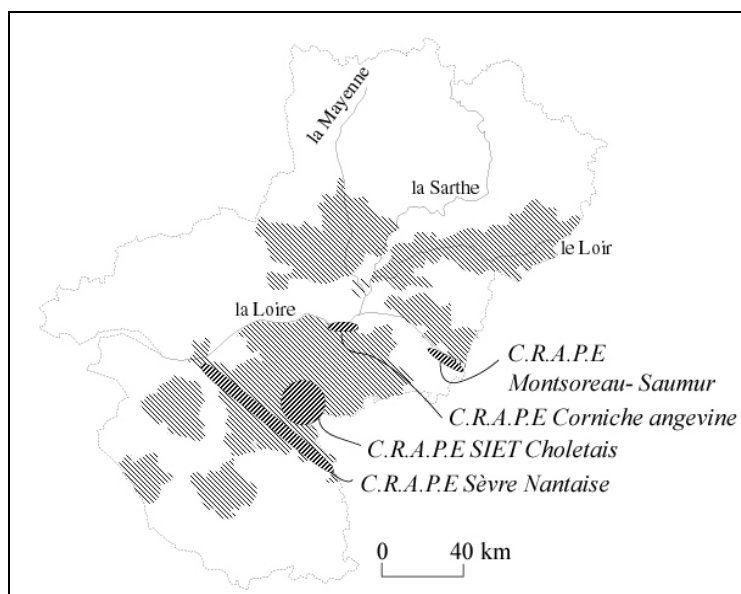 la Mayenne
la Sarthe
le Loir
la Loire
C.R.A.P.E
Montsoreau- Saumur
C.R.A.P.E Corniche angevine
C.R.A.P.E SIET Choletais
C.R.A.P.E Sèvre Nantaise
0 40 km